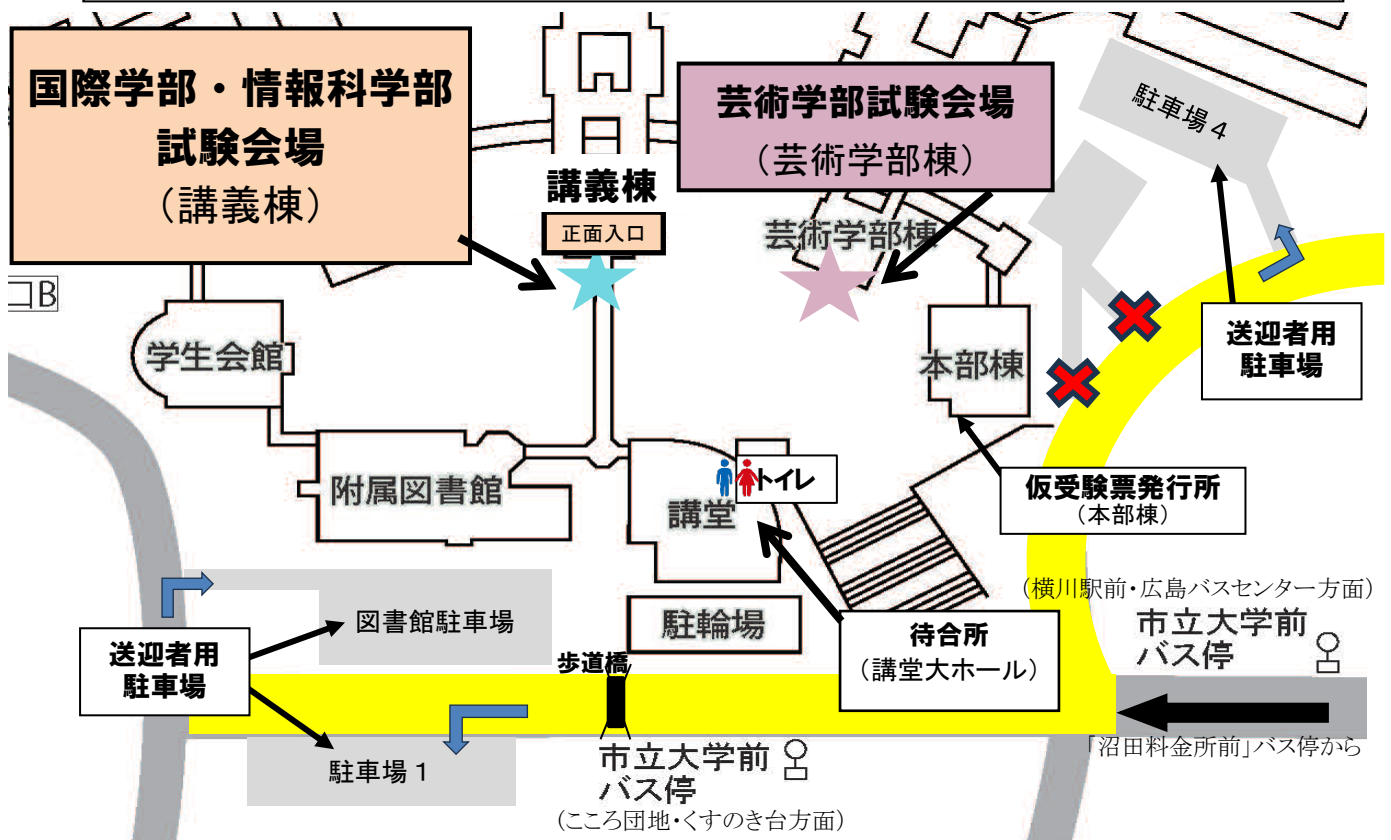 国際学部・情報科学部
試験会場
（講義棟）
芸術学部試験会場
（芸術学部棟）
駐車場４
講義棟
正面入口
芸術学部棟
口B
学生会館
本部棟
送迎者用
駐車場
附属図書館
トイレ
講堂
仮受験票発行所
（本部棟）
（横川駅前・広島バスセンター方面）
市立大学前
バス停
図書館駐車場
駐輪場
待合所
（講堂大ホール）
送迎者用
駐車場
歩道橋
「沼田料金所前」バス停から
駐車場１
市立大学前
バス停
（こころ団地・くすのき台方面）